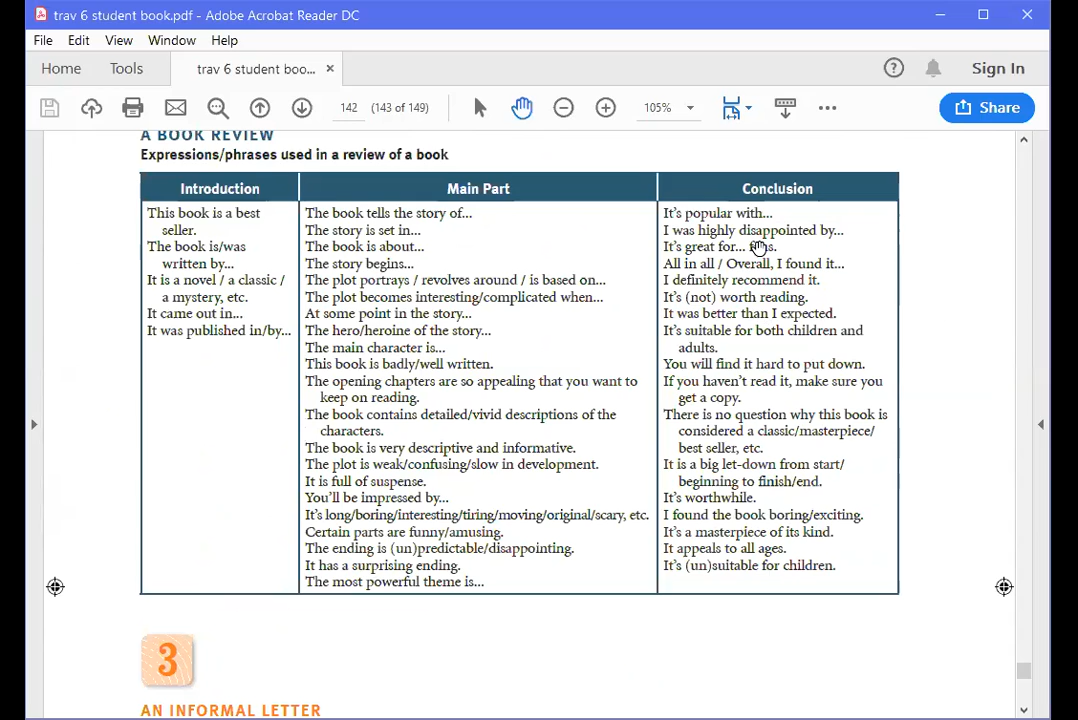 trav 6 student book.pdf - Adobe Acrobat Reader DC
File Edit View Window Help
Home Tools trav 6 student boo... × Sign In
142 (143 of 149) 105% Share
A BOOK REVIEW
Expressions/phrases used in a review of a book
Introduction
This book is a best
seller.
The book is/was
written by...
It is a novel / a classic /
a mystery, etc.
It came out in...
It was published in/by...
Main Part
The book tells the story of...
The story is set in...
The book is about...
The story begins...
The plot portrays / revolves around / is based on...
The plot becomes interesting/complicated when...
At some point in the story...
The hero/heroine of the story...
The main character is...
This book is badly/well written.
The opening chapters are so appealing that you want to
keep on reading.
The book contains detailed/vivid descriptions of the
characters.
The book is very descriptive and informative.
The plot is weak/confusing/slow in development.
It is full of suspense.
You'll be impressed by...
It's long/boring/interesting/tiring/moving/original/scary, etc.
Certain parts are funny/amusing.
The ending is (un)predictable/disappointing.
It has a surprising ending.
The most powerful theme is...
Conclusion
It's popular with...
I was highly disappointed by...
It's great for...
All in all / Overall, I found it...
I definitely recommend it.
It's (not) worth reading.
It was better than I expected.
It's suitable for both children and
adults.
You will find it hard to put down.
If you haven't read it, make sure you
get a copy.
There is no question why this book is
considered a classic/masterpiece/
best seller, etc.
It is a big let-down from start/
beginning to finish/end.
It's worthwhile.
I found the book boring/exciting.
It's a masterpiece of its kind.
It appeals to all ages.
It's (un)suitable for children.
3
AN INFORMAL LETTER